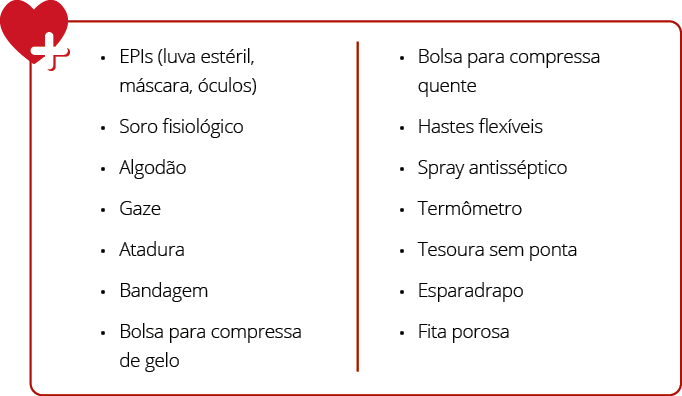 • EPIs (luva estéril,
máscara, óculos)
• Soro fisiológico
• Algodão
• Gaze
• Atadura
• Bandagem
• Bolsa para compressa
de gelo
• Bolsa para compressa
quente
• Hastes flexíveis
• Spray antisséptico
• Termômetro
• Tesoura sem ponta
• Esparadrapo
• Fita porosa